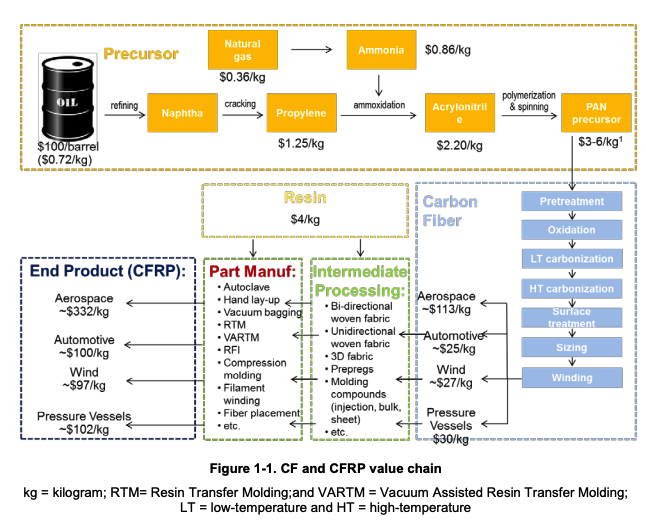 Precursor
Natural
gas
$0.36/kg
Ammonia
$0.86/kg
OIL
$100/barrel
($0.72/kg)
refining
Naphtha
cracking
Propylene
$1.25/kg
ammoxidation
Acrylonitril
e
$2.20/kg
polymerization
& spinning
PAN
precursor
$3-6/kg¹
Resin
$4/kg
Carbon
Fiber
Pretreatment
Oxidation
LT carbonization
HT carbonization
Surface
treatment
Sizing
Winding
End Product (CFRP):
Aerospace
~$332/kg
Automotive
~$100/kg
Wind
~$97/kg
Pressure Vessels
~$102/kg
Part Manuf:
• Autoclave
• Hand lay-up
• Vacuum bagging
• RTM
• VARTM
• RFI
• Compression
molding
• Filament
winding
• Fiber placement
• etc.
Intermediate
Processing:
• Bi-directional
woven fabric
• Unidirectional
woven fabric
• 3D fabric
• Prepregs
• Molding
compounds
(injection, bulk,
sheet)
• etc.
Aerospace
~$113/kg
Automotive
~$25/kg
Wind
~$27/kg
Pressure
Vessels
$30/kg
Figure 1-1. CF and CFRP value chain
kg = kilogram; RTM= Resin Transfer Molding;and VARTM = Vacuum Assisted Resin Transfer Molding;
LT = low-temperature and HT = high-temperature